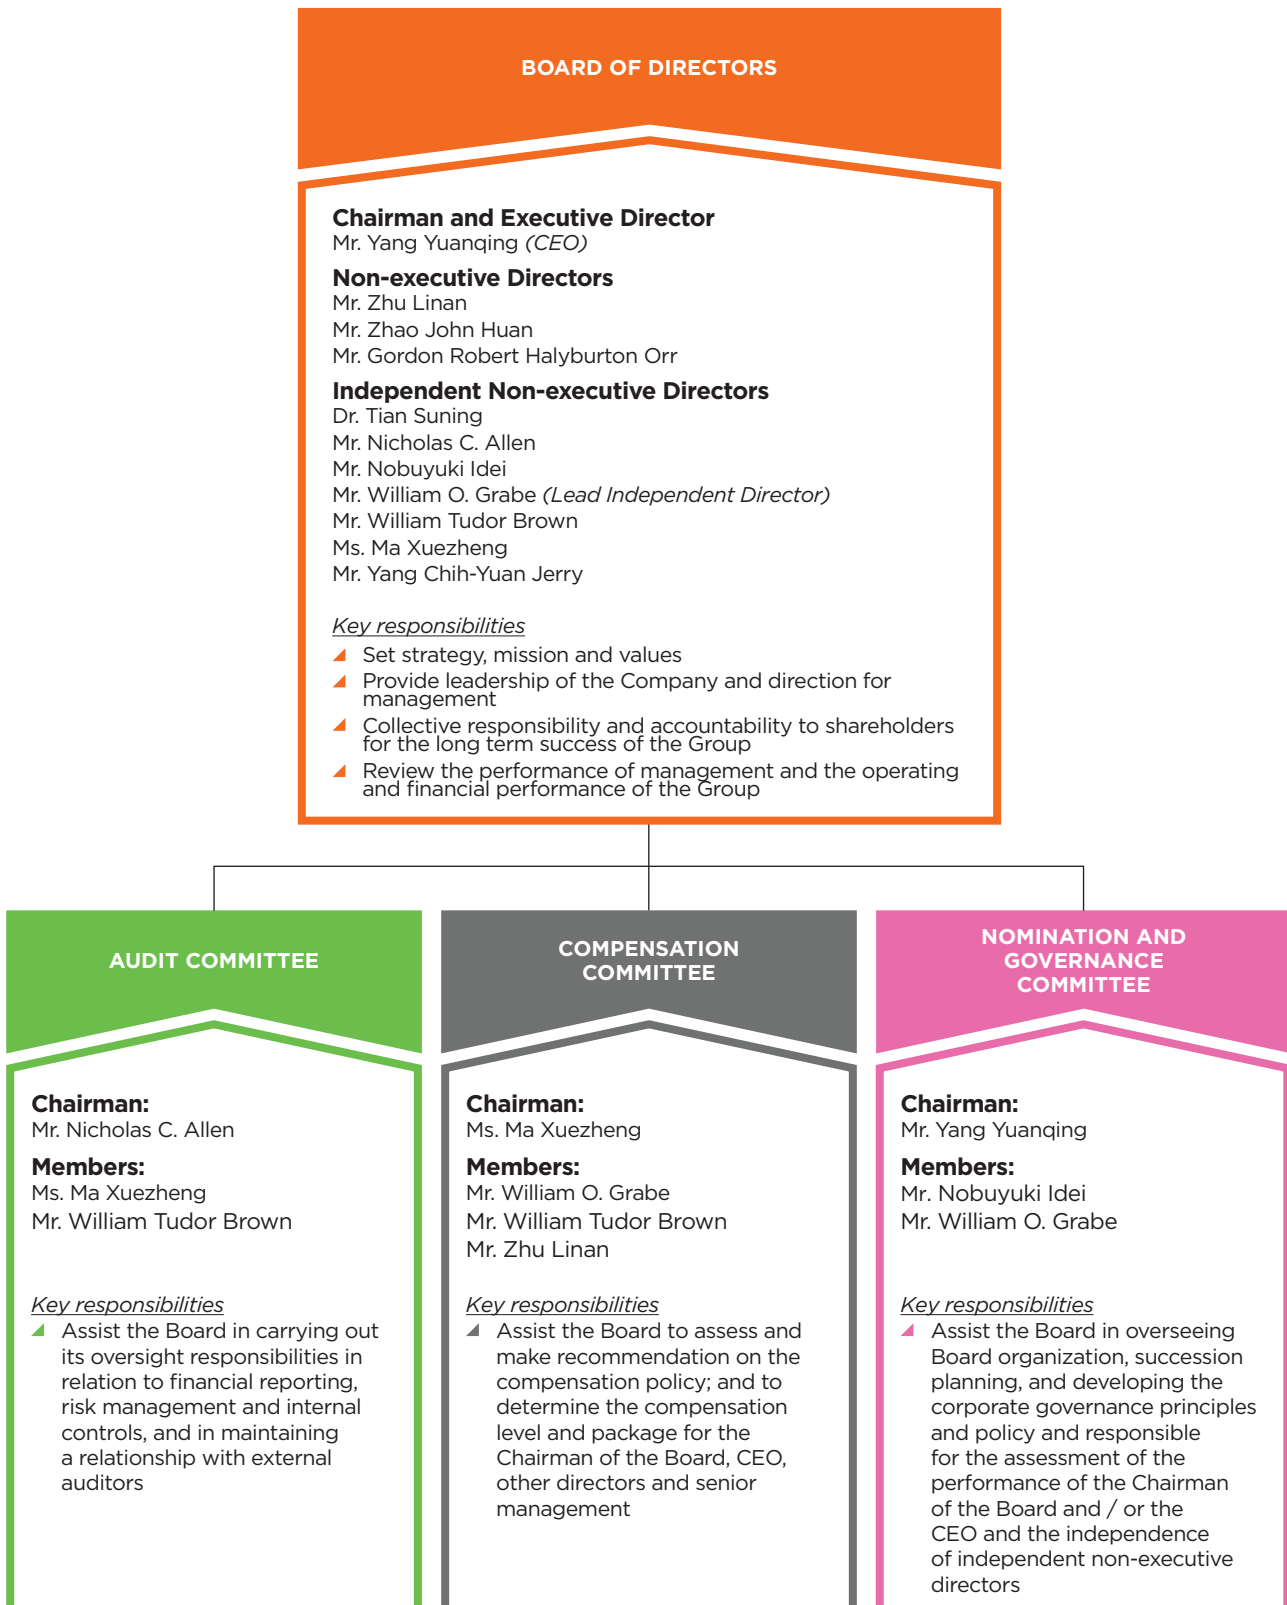 BOARD OF DIRECTORS
Chairman and Executive Director
Mr. Yang Yuanqing (CEO)
Non-executive Directors
Mr. Zhu Linan
Mr. Zhao John Huan
Mr. Gordon Robert Halyburton Orr
Independent Non-executive Directors
Dr. Tian Suning
Mr. Nicholas C. Allen
Mr. Nobuyuki Idei
Mr. William O. Grabe (Lead Independent Director)
Mr. William Tudor Brown
Ms. Ma Xuezheng
Mr. Yang Chih-Yuan Jerry
Key responsibilities
Set strategy, mission and values
Provide leadership of the Company and direction for
management
Collective responsibility and accountability to shareholders
for the long term success of the Group
Review the performance of management and the operating
and financial performance of the Group
AUDIT COMMITTEE
Chairman:
Mr. Nicholas C. Allen
Members:
Ms. Ma Xuezheng
Mr. William Tudor Brown
Key responsibilities
Assist the Board in carrying out
its oversight responsibilities in
relation to financial reporting,
risk management and internal
controls, and in maintaining
a relationship with external
auditors
COMPENSATION
COMMITTEE
Chairman:
Ms. Ma Xuezheng
Members:
Mr. William O. Grabe
Mr. William Tudor Brown
Mr. Zhu Linan
Key responsibilities
Assist the Board to assess and
make recommendation on the
compensation policy; and to
determine the compensation
level and package for the
Chairman of the Board, CEO,
other directors and senior
management
NOMINATION AND
GOVERNANCE
COMMITTEE
Chairman:
Mr. Yang Yuanqing
Members:
Mr. Nobuyuki Idei
Mr. William O. Grabe
Key responsibilities
Assist the Board in overseeing
Board organization, succession
planning, and developing the
corporate governance principles
and policy and responsible
for the assessment of the
performance of the Chairman
of the Board and / or the
CEO and the independence
of independent non-executive
directors